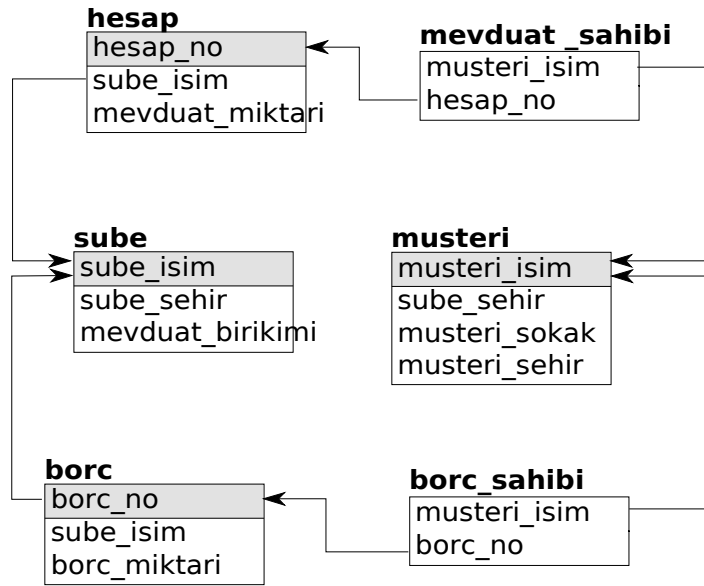 hesap
hesap_no
sube_isim
mevduat_miktari
mevduat _sahibi
musteri_isim
hesap_no
sube
sube_isim
sube_sehir
mevduat_birikimi
musteri
musteri_isim
sube_sehir
musteri_sokak
musteri_sehir
borc
borc_no
sube_isim
borc_miktari
borc_sahibi
musteri_isim
borc_no